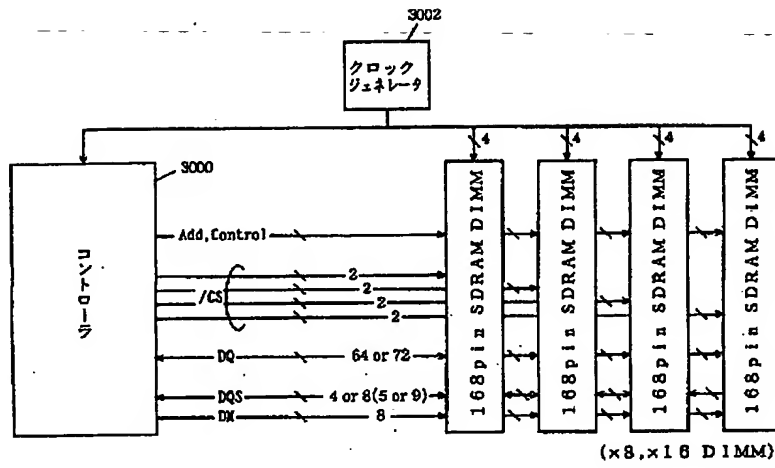 3002
クロック
ジェネレータ
4
4
4
4
3000
コントローラ
Add,Control
/CS
2
2
2
2
DQ
64 or 72
DQS
4 or 8(5 or 9)
DM
8
168pin SDRAM DIMM
168pin SDRAM DIMM
168pin SDRAM DIMM
168pin SDRAM DIMM
(×8,×16 DIMM)